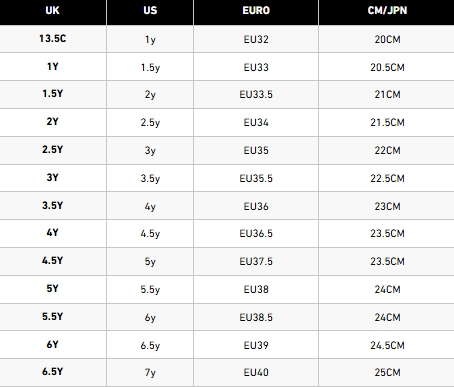 UK US EURO CM/JPN
13.5C 1y EU32 20CM
1Y 1.5y EU33 20.5CM
1.5Y 2y EU33.5 21CM
2Y 2.5y EU34 21.5CM
2.5Y 3y EU35 22CM
3Y 3.5y EU35.5 22.5CM
3.5Y 4y EU36 23CM
4Y 4.5y EU36.5 23.5CM
4.5Y 5y EU37.5 23.5CM
5Y 5.5y EU38 24CM
5.5Y 6y EU38.5 24CM
6Y 6.5y EU39 24.5CM
6.5Y 7y EU40 25CM